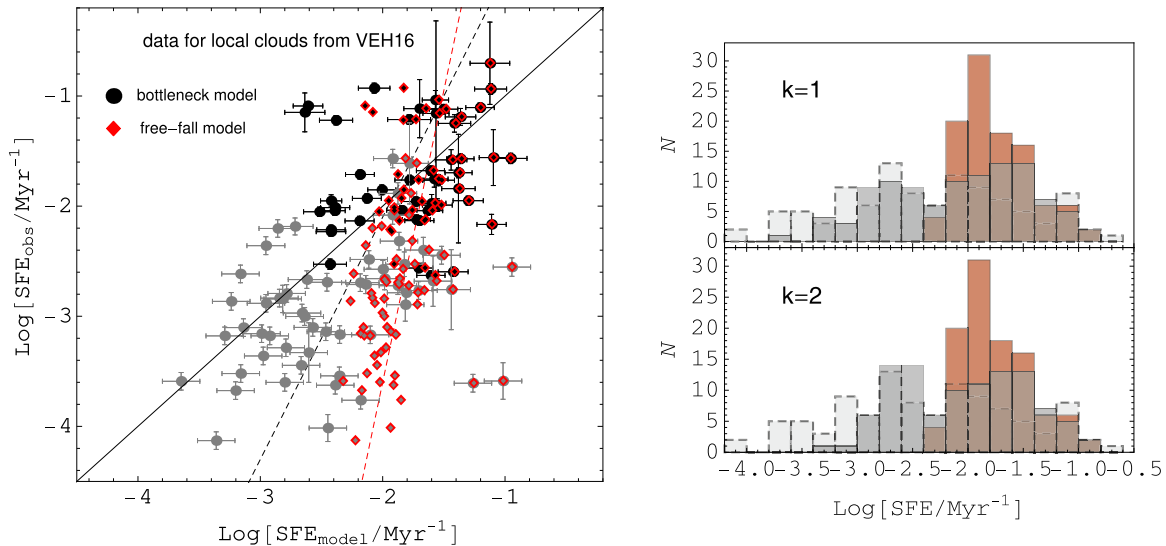 data for local clouds from VEH16
bottleneck model
free-fall model
Log[SFE_obs/Myr⁻¹]
-1
-2
-3
-4
-4 -3 -2 -1
Log[SFE_model/Myr⁻¹]
k=1
N
30
25
20
15
10
5
0
k=2
N
30
25
20
15
10
5
0
-4.0 -3.5 -3.0 -2.5 -2.0 -1.5 -1.0 -0.5
Log[SFE/Myr⁻¹]